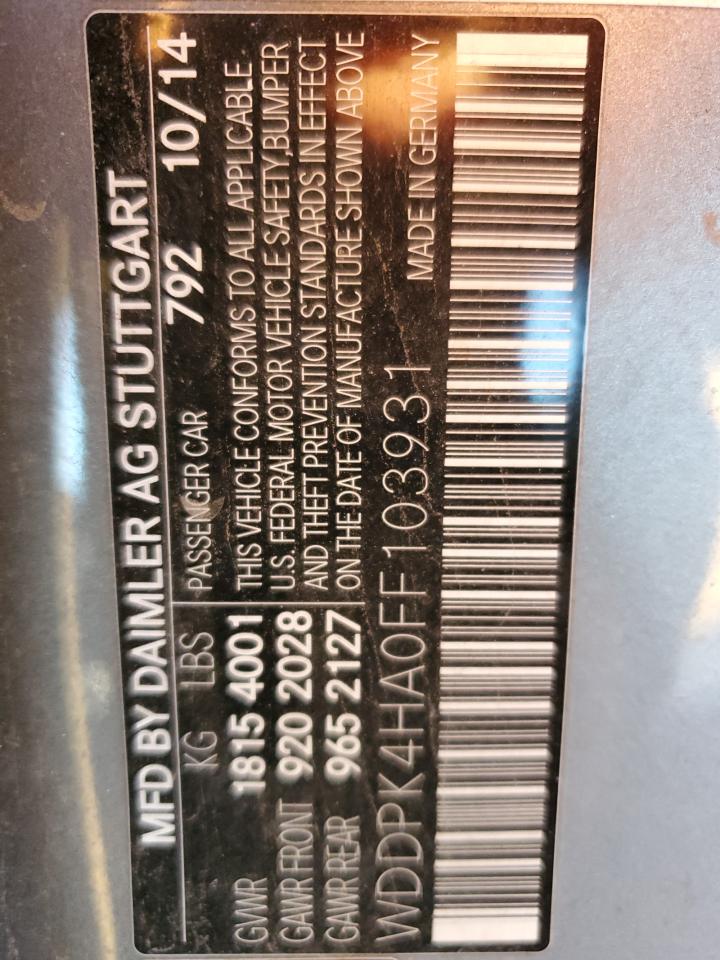 MFD BY DAIMLER AG STUTTGART
792 10/14
KG LBS PASSENGER CAR
GVWR 1815 4001 THIS VEHICLE CONFORMS TO ALL APPLICABLE
GAWR FRONT 920 2028 U.S. FEDERAL MOTOR VEHICLE SAFETY,BUMPER
GAWR REAR 965 2127 AND THEFT PREVENTION STANDARDS IN EFFECT
ON THE DATE OF MANUFACTURE SHOWN ABOVE
WDDPK4HA0FF103931
MADE IN GERMANY